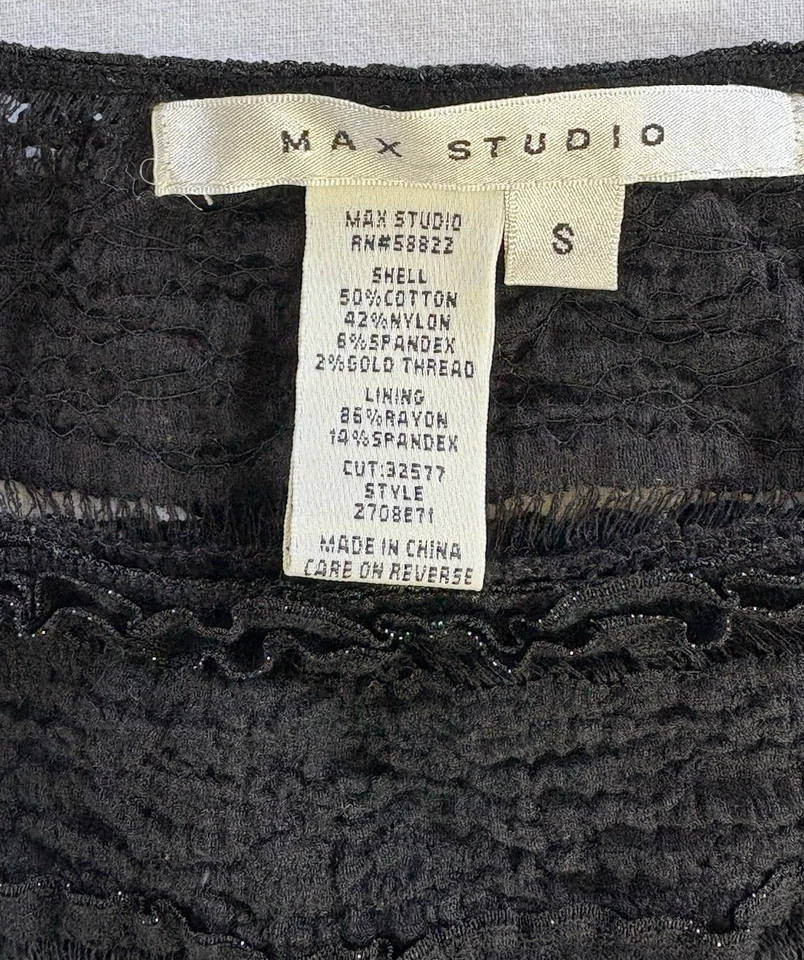 MAX STUDIO
S
MAX STUDIO
RN#58822
SHELL
50%COTTON
42%NYLON
6%SPANDEX
2%GOLD THREAD
LINING
86%RAYON
14%SPANDEX
CUT:32577
STYLE
2708E71
MADE IN CHINA
CARE ON REVERSE